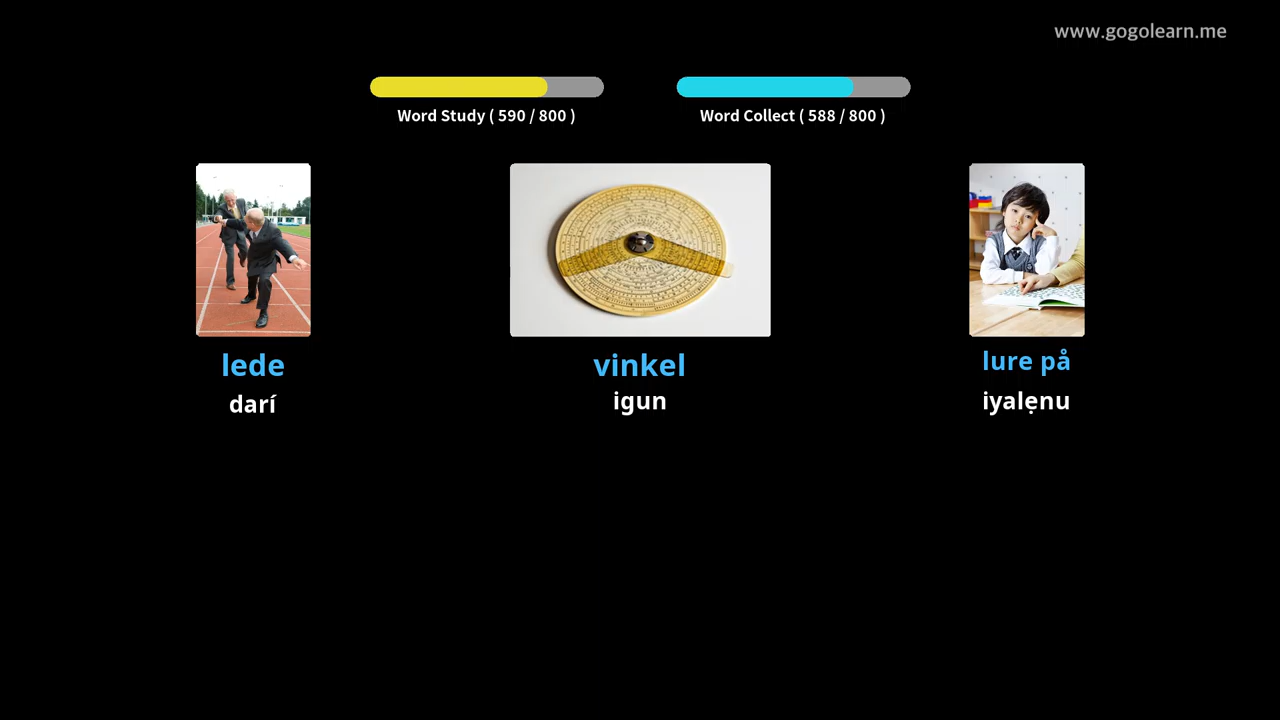 www.gogolearn.me
Word Study ( 590 / 800 )
Word Collect ( 588 / 800 )
lede
darí
vinkel
igun
lure på
iyalẹnu